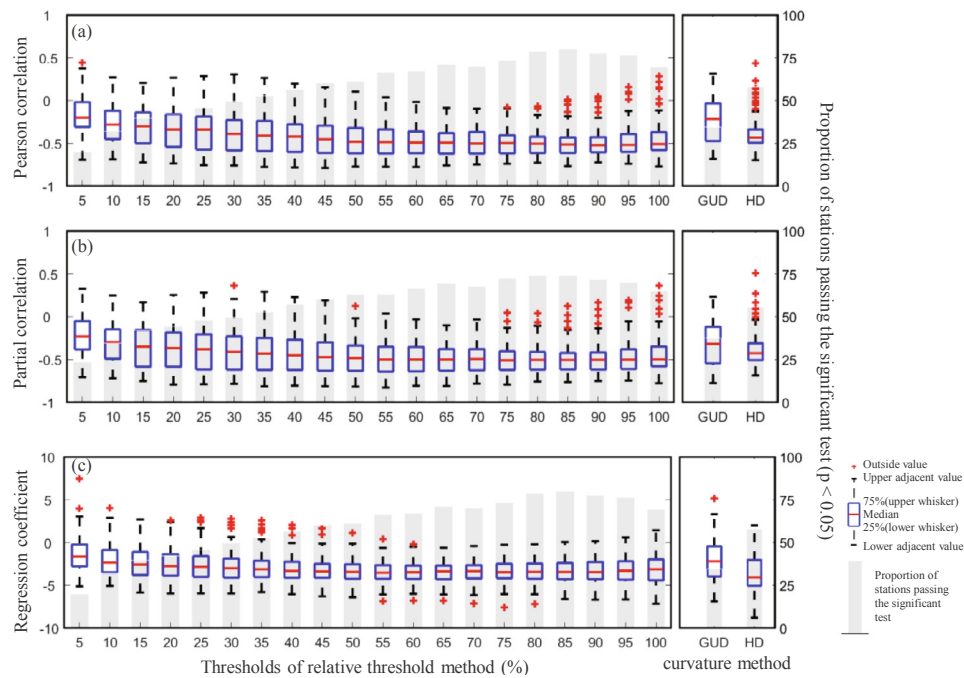 (a)
Pearson correlation
1
0.5
0
-0.5
-1
5 10 15 20 25 30 35 40 45 50 55 60 65 70 75 80 85 90 95 100
GUD HD
100
75
50
25
0
(b)
Partial correlation
1
0.5
0
-0.5
-1
5 10 15 20 25 30 35 40 45 50 55 60 65 70 75 80 85 90 95 100
GUD HD
100
75
50
25
0
(c)
Regression coefficient
10
5
0
-5
-10
5 10 15 20 25 30 35 40 45 50 55 60 65 70 75 80 85 90 95 100
GUD HD
100
75
50
25
0
Thresholds of relative threshold method (%)
curvature method
Proportion of stations passing the significant test (p < 0.05)
Outside value
Upper adjacent value
75%(upper whisker)
Median
25%(lower whisker)
Lower adjacent value
Proportion of
stations passing
the significant
test